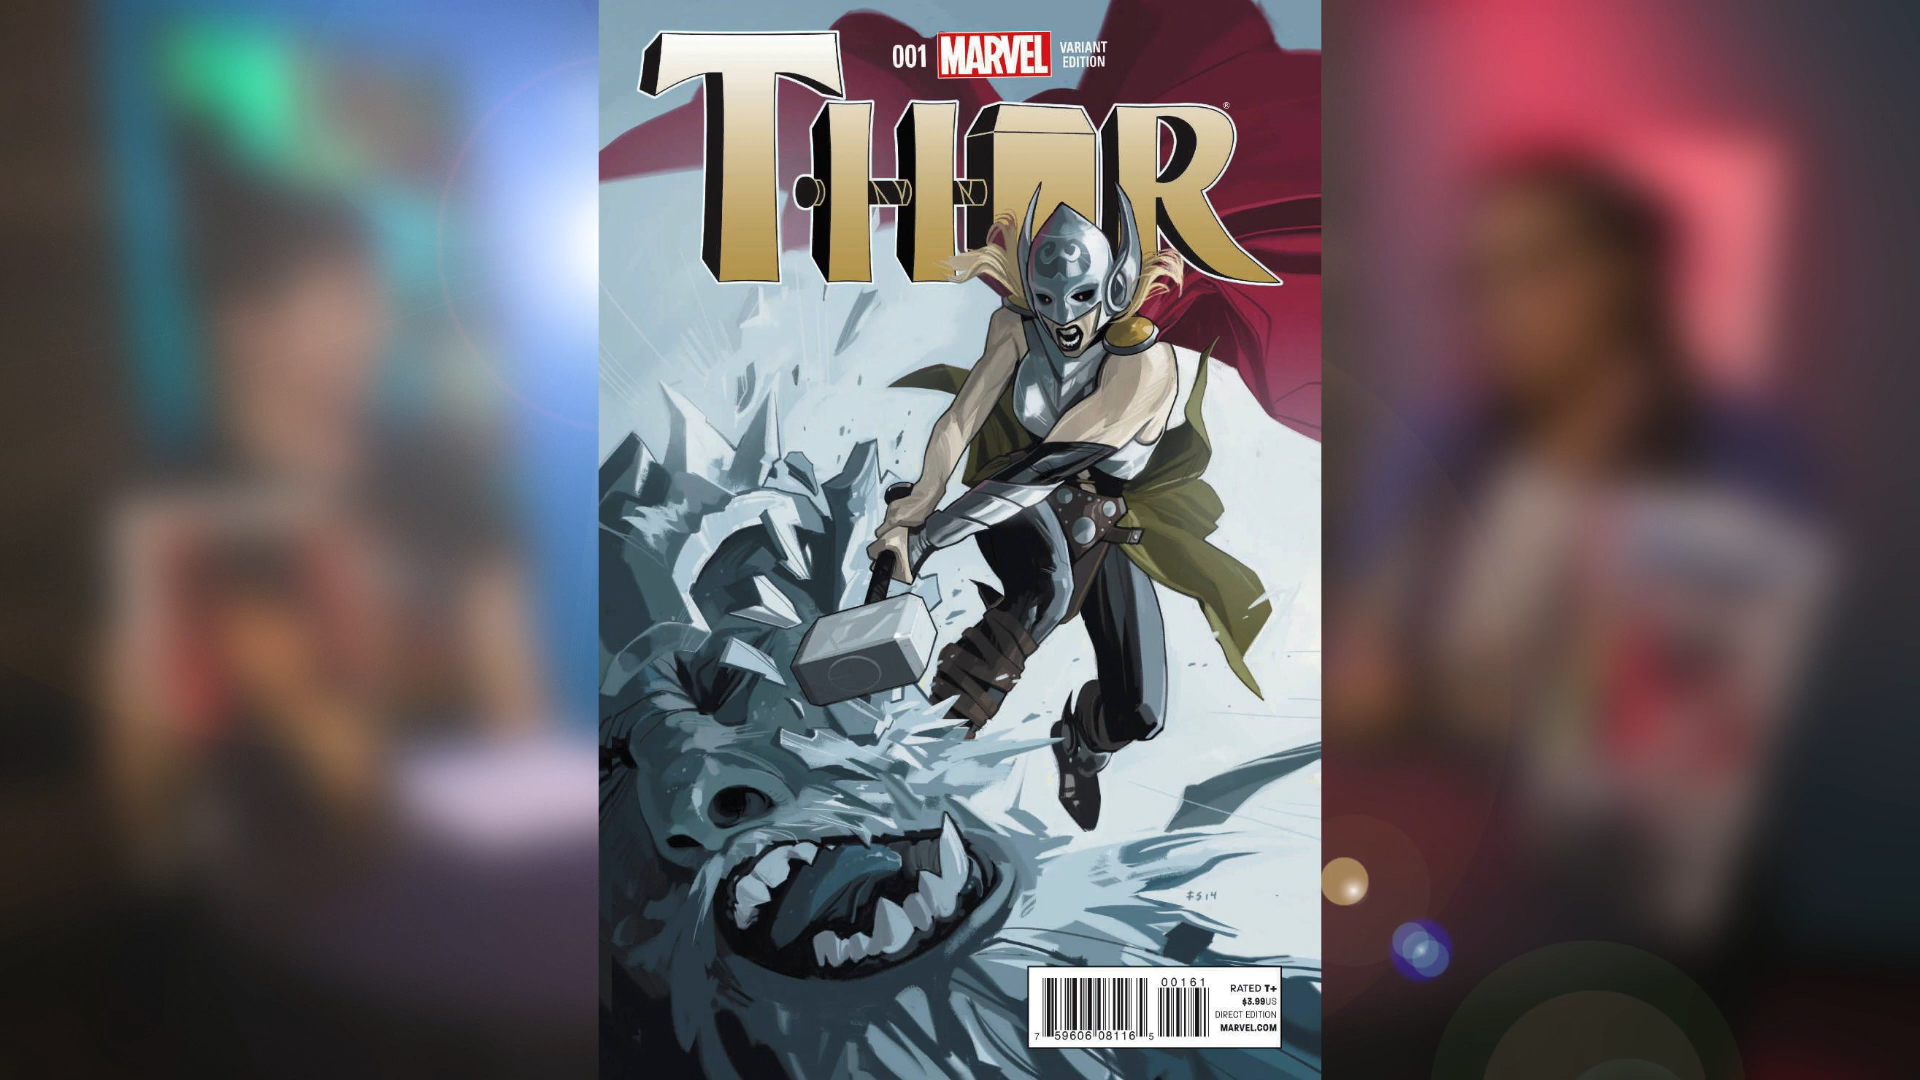 001 MARVEL VARIANT
EDITION
THOR®
FS14
00161
RATED T+
$3.99US
DIRECT EDITION
MARVEL.COM
7 59606 08116 5